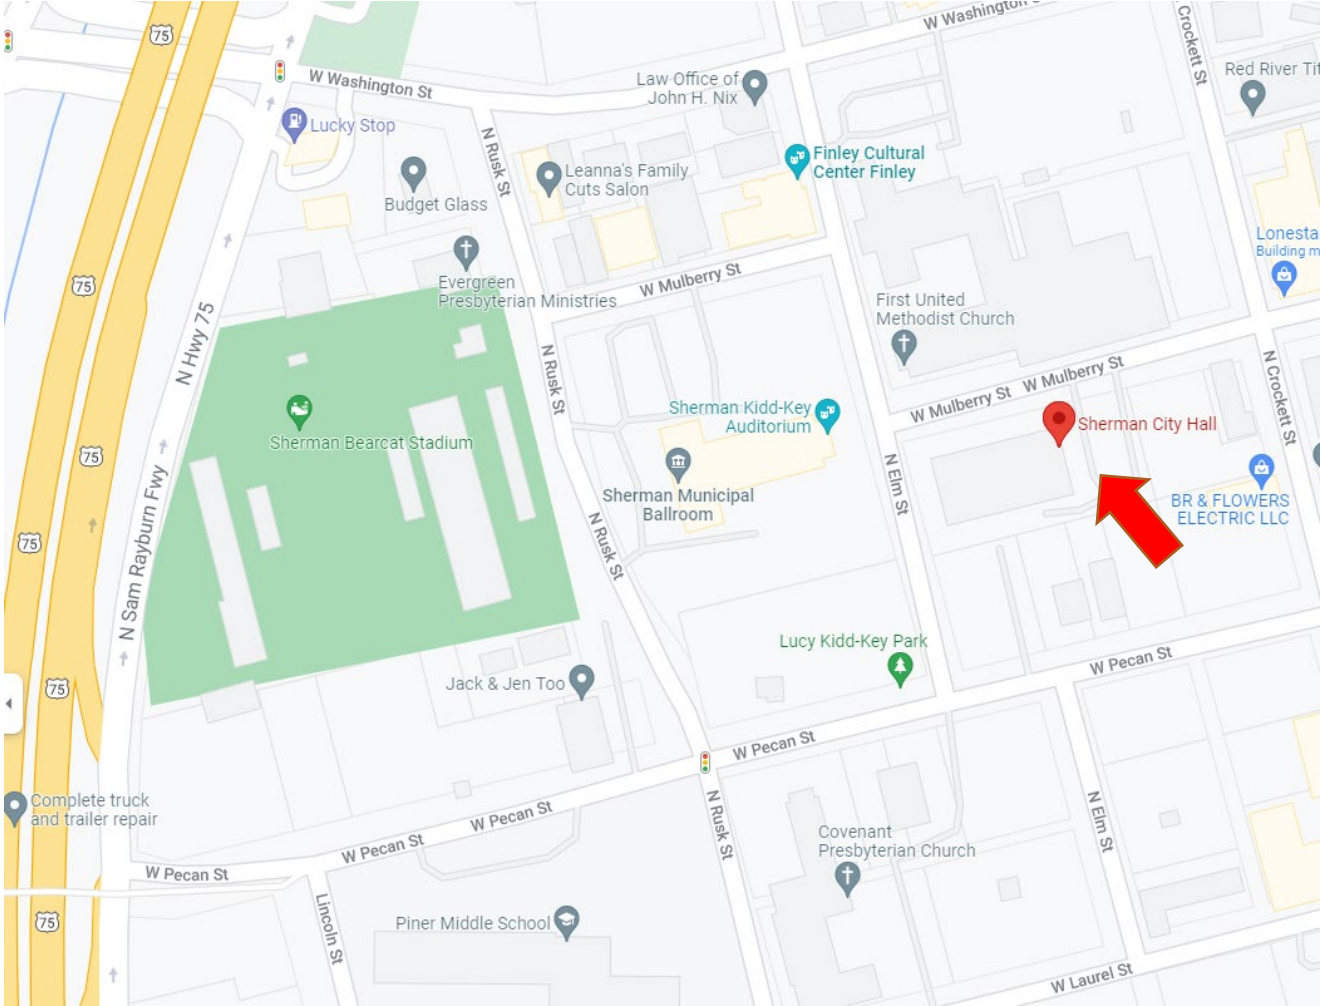 75
W Washington St
W Washington
N Crockett St
Law Office of
John H. Nix
Red River Tit
Lucky Stop
N Rusk St
Finley Cultural
Center Finley
Leanna's Family
Cuts Salon
Budget Glass
Lonesta
Building m
Evergreen
Presbyterian Ministries
W Mulberry St
75
N Hwy 75
First United
Methodist Church
N Rusk St
W Mulberry St
W Mulberry St
N Crockett St
Sherman Kidd-Key
Auditorium
Sherman City Hall
Sherman Bearcat Stadium
75
N Elm St
Sherman Municipal
Ballroom
BR & FLOWERS
ELECTRIC LLC
75
N Sam Rayburn Fwy
N Rusk St
Lucy Kidd-Key Park
W Pecan St
75
Jack & Jen Too
W Pecan St
Complete truck
and trailer repair
W Pecan St
N Rusk St
N Elm St
W Pecan St
Covenant
Presbyterian Church
W Pecan St
75
Lincoln St
Piner Middle School
W Laurel St